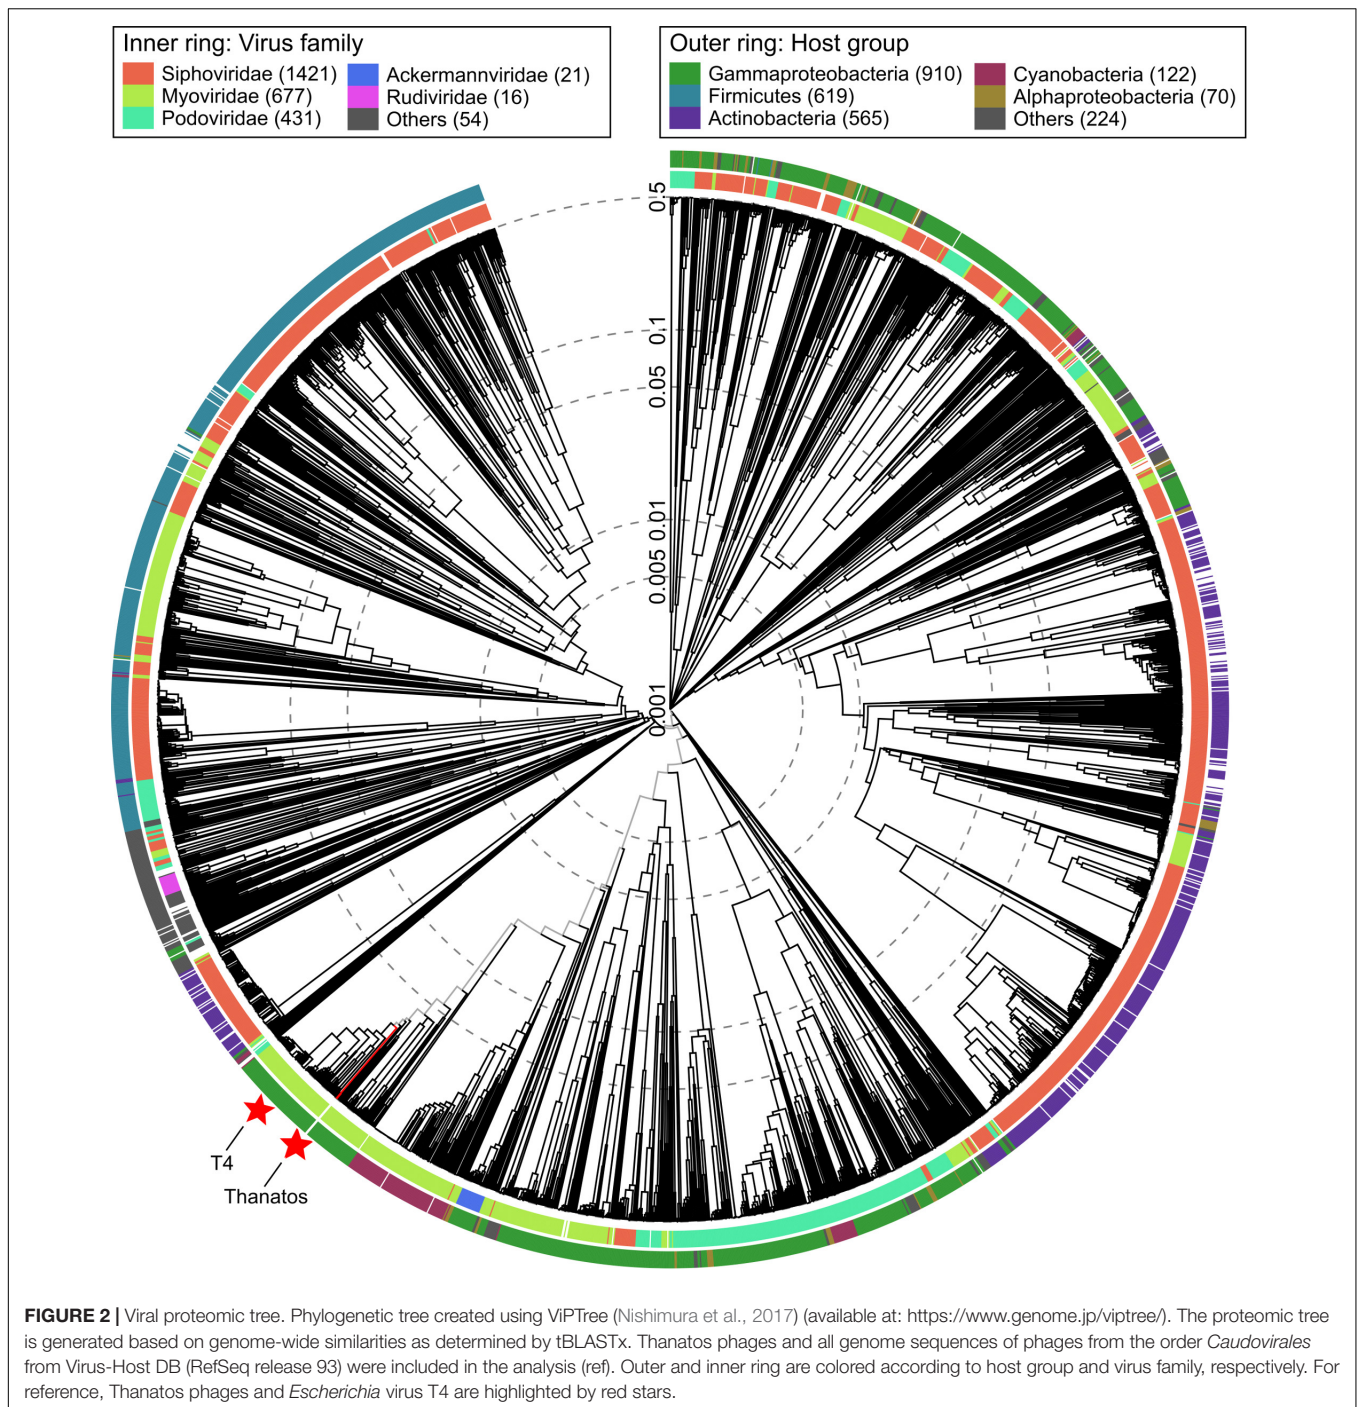 Inner ring: Virus family
Siphoviridae (1421)
Myoviridae (677)
Podoviridae (431)
Ackermannviridae (21)
Rudiviridae (16)
Others (54)
Outer ring: Host group
Gammaproteobacteria (910)
Firmicutes (619)
Actinobacteria (565)
Cyanobacteria (122)
Alphaproteobacteria (70)
Others (224)
0.5
0.1
0.05
0.01
0.005
0.001
T4
Thanatos
FIGURE 2 | Viral proteomic tree. Phylogenetic tree created using ViPTree (Nishimura et al., 2017) (available at: https://www.genome.jp/viptree/). The proteomic tree
is generated based on genome-wide similarities as determined by tBLASTx. Thanatos phages and all genome sequences of phages from the order Caudovirales
from Virus-Host DB (RefSeq release 93) were included in the analysis (ref). Outer and inner ring are colored according to host group and virus family, respectively. For
reference, Thanatos phages and Escherichia virus T4 are highlighted by red stars.